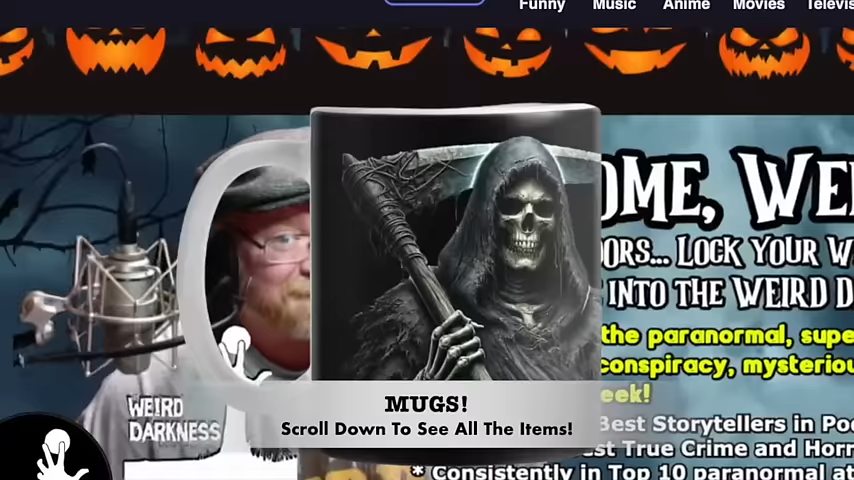 Funny Music Anime Movies
OME, WE
ORS... LOCK YOUR W
INTO THE WEIRD D
the paranormal, supe
conspiracy, mysteriou
eek!
MUGS!
Scroll Down To See All The Items!
WEIRD
DARKNESS
Best Storytellers in Po
st True Crime and Horr
* Consistently in Top 10 paranormal a